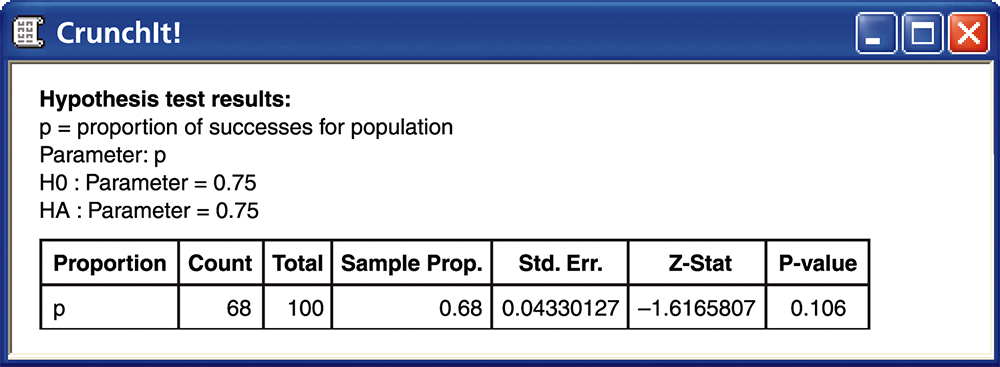 CrunchIt!
Hypothesis test results:
p = proportion of successes for population
Parameter: p
H0 : Parameter = 0.75
HA : Parameter = 0.75
Proportion Count Total Sample Prop. Std. Err. Z-Stat P-value
p 68 100 0.68 0.04330127 –1.6165807 0.106